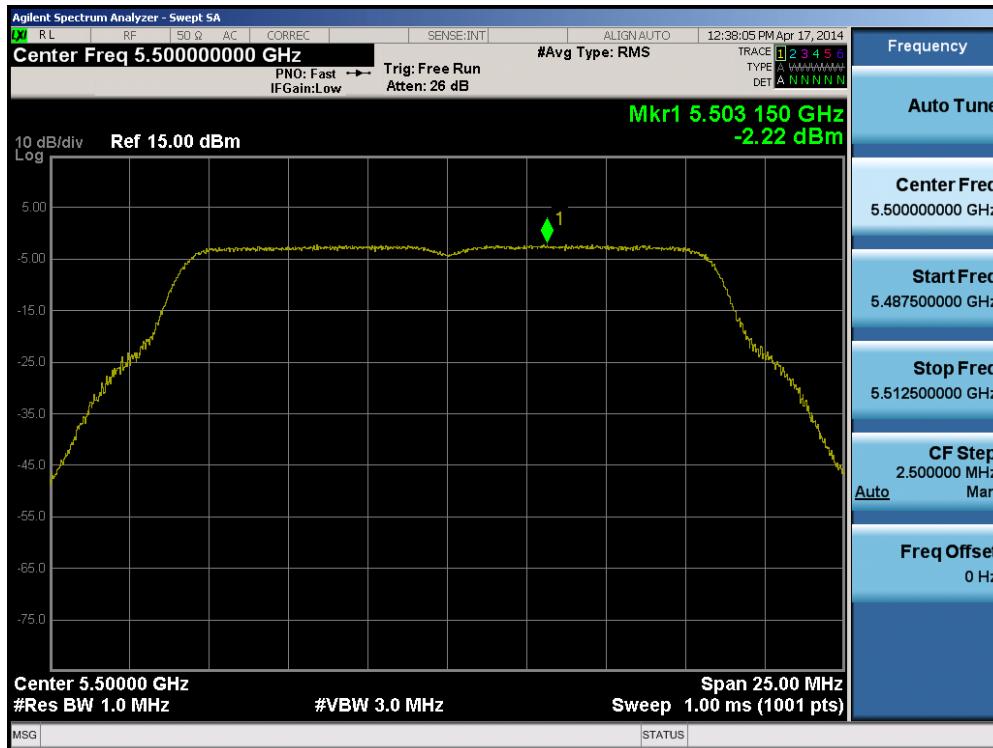 Agilent Spectrum Analyzer - Swept SA
LXI RL RF 50 Ω AC CORREC SENSE:INT ALIGN AUTO 12:38:05 PM Apr 17, 2014
Center Freq 5.500000000 GHz #Avg Type: RMS TRACE 1 2 3 4 5 6
PNO: Fast Trig: Free Run TYPE A WWWWW
IFGain:Low Atten: 26 dB DET A N N N N N
Mkr1 5.503 150 GHz
-2.22 dBm
10 dB/div Ref 15.00 dBm
Log
5.00
1
-5.00
-15.0
-25.0
-35.0
-45.0
-55.0
-65.0
-75.0
Center 5.50000 GHz Span 25.00 MHz
#Res BW 1.0 MHz #VBW 3.0 MHz Sweep 1.00 ms (1001 pts)
MSG STATUS
Frequency
Auto Tune
Center Freq
5.500000000 GHz
Start Freq
5.487500000 GHz
Stop Freq
5.512500000 GHz
CF Step
2.500000 MHz
Auto Man
Freq Offset
0 Hz